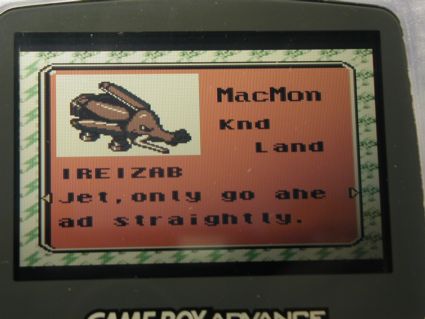 MacMon
Knd
Land
IREIZAB
Jet,only go ahe
ad straightly.
GAME BOY ADVANCE